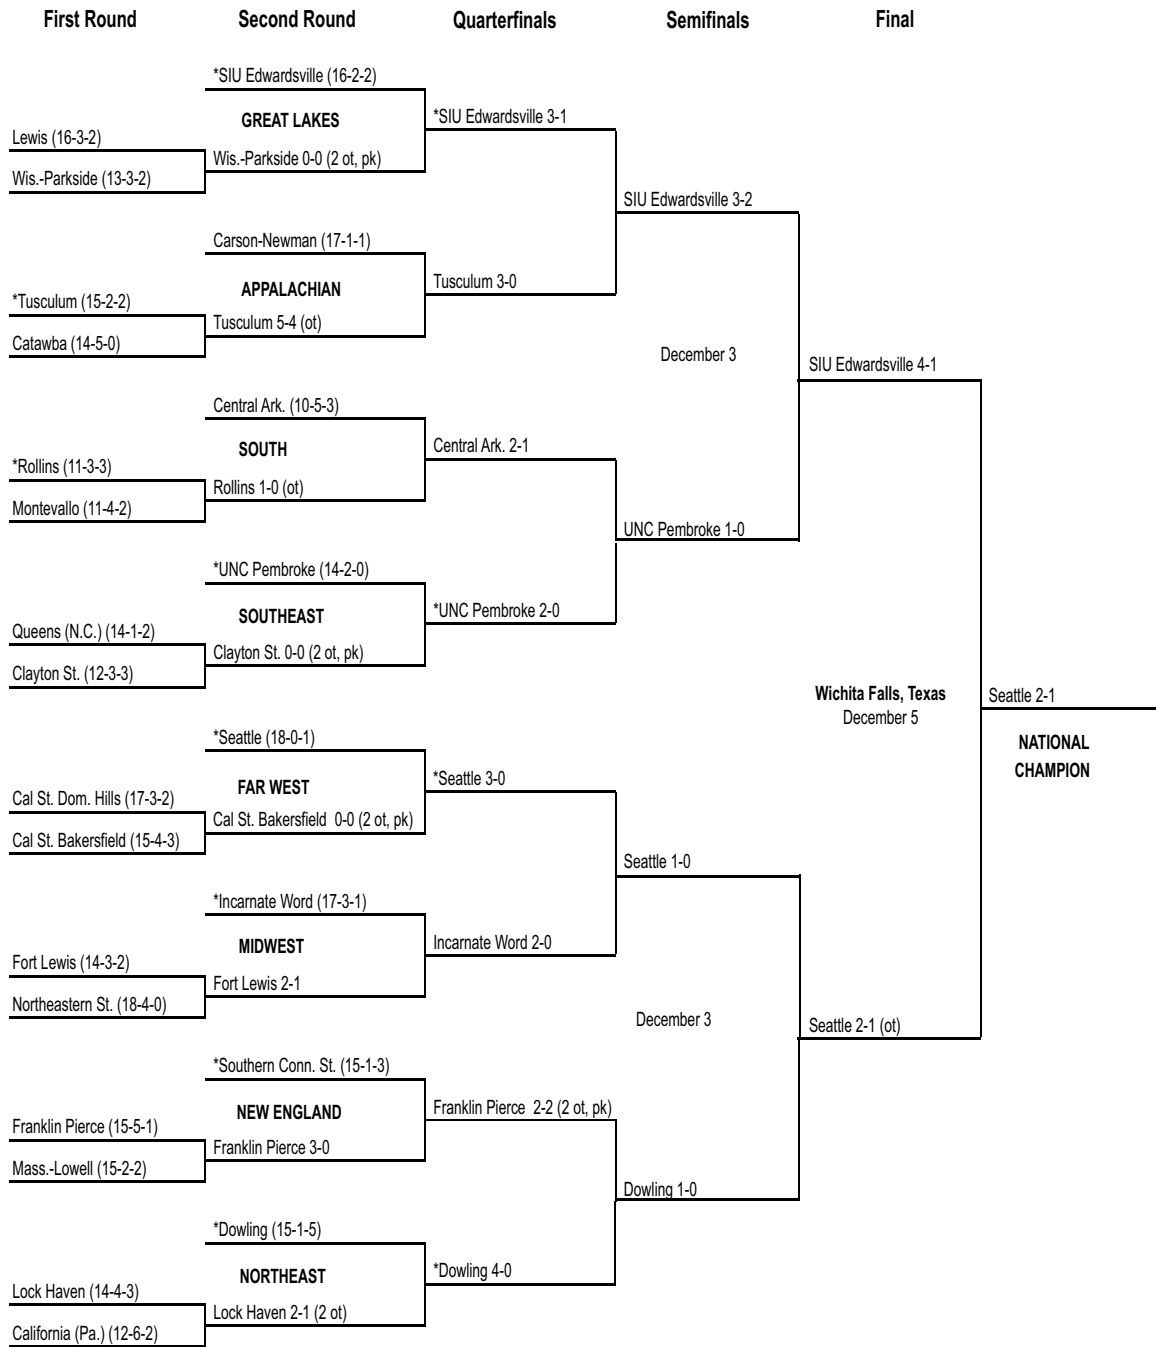 First Round
Second Round
Quarterfinals
Semifinals
Final
*SIU Edwardsville (16-2-2)
GREAT LAKES
*SIU Edwardsville 3-1
Lewis (16-3-2)
Wis.-Parkside 0-0 (2 ot, pk)
Wis.-Parkside (13-3-2)
SIU Edwardsville 3-2
Carson-Newman (17-1-1)
APPALACHIAN
Tusculum 3-0
*Tusculum (15-2-2)
Tusculum 5-4 (ot)
Catawba (14-5-0)
December 3
SIU Edwardsville 4-1
Central Ark. (10-5-3)
SOUTH
Central Ark. 2-1
*Rollins (11-3-3)
Rollins 1-0 (ot)
Montevallo (11-4-2)
UNC Pembroke 1-0
*UNC Pembroke (14-2-0)
SOUTHEAST
*UNC Pembroke 2-0
Queens (N.C.) (14-1-2)
Clayton St. 0-0 (2 ot, pk)
Clayton St. (12-3-3)
Wichita Falls, Texas
December 5
Seattle 2-1
NATIONAL
CHAMPION
*Seattle (18-0-1)
FAR WEST
*Seattle 3-0
Cal St. Dom. Hills (17-3-2)
Cal St. Bakersfield  0-0 (2 ot, pk)
Cal St. Bakersfield (15-4-3)
Seattle 1-0
*Incarnate Word (17-3-1)
MIDWEST
Incarnate Word 2-0
Fort Lewis (14-3-2)
Fort Lewis 2-1
Northeastern St. (18-4-0)
December 3
Seattle 2-1 (ot)
*Southern Conn. St. (15-1-3)
NEW ENGLAND
Franklin Pierce  2-2 (2 ot, pk)
Franklin Pierce (15-5-1)
Franklin Pierce 3-0
Mass.-Lowell (15-2-2)
Dowling 1-0
*Dowling (15-1-5)
NORTHEAST
*Dowling 4-0
Lock Haven (14-4-3)
Lock Haven 2-1 (2 ot)
California (Pa.) (12-6-2)